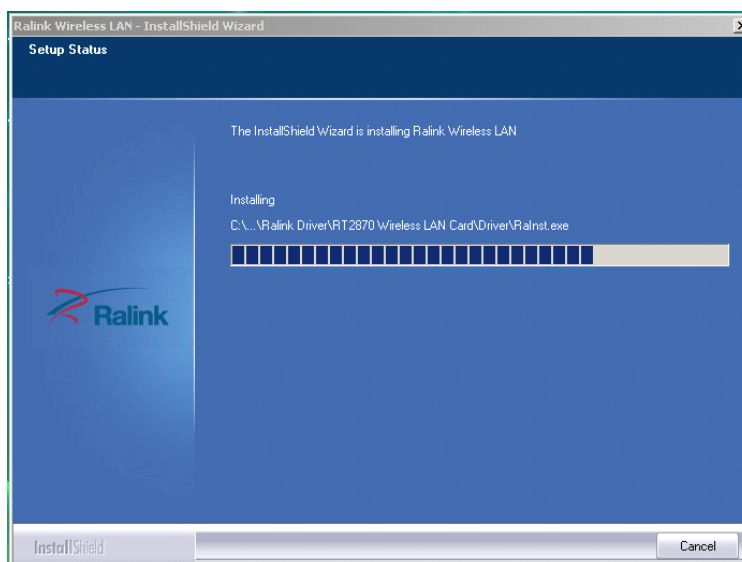 Ralink Wireless LAN - InstallShield Wizard
Setup Status
The InstallShield Wizard is installing Ralink Wireless LAN
Installing
C:\...\Ralink Driver\RT2870 Wireless LAN Card\Driver\RaInst.exe
Ralink
InstallShield
Cancel